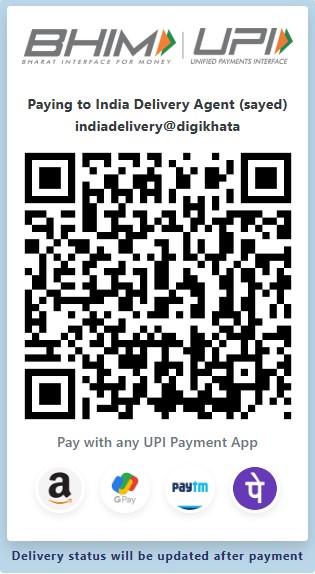 BHIM UPI
BHARAT INTERFACE FOR MONEY UNIFIED PAYMENTS INTERFACE
Paying to India Delivery Agent (sayed)
indiadelivery@digikhata
Pay with any UPI Payment App
a G Pay paytm पे
Delivery status will be updated after payment